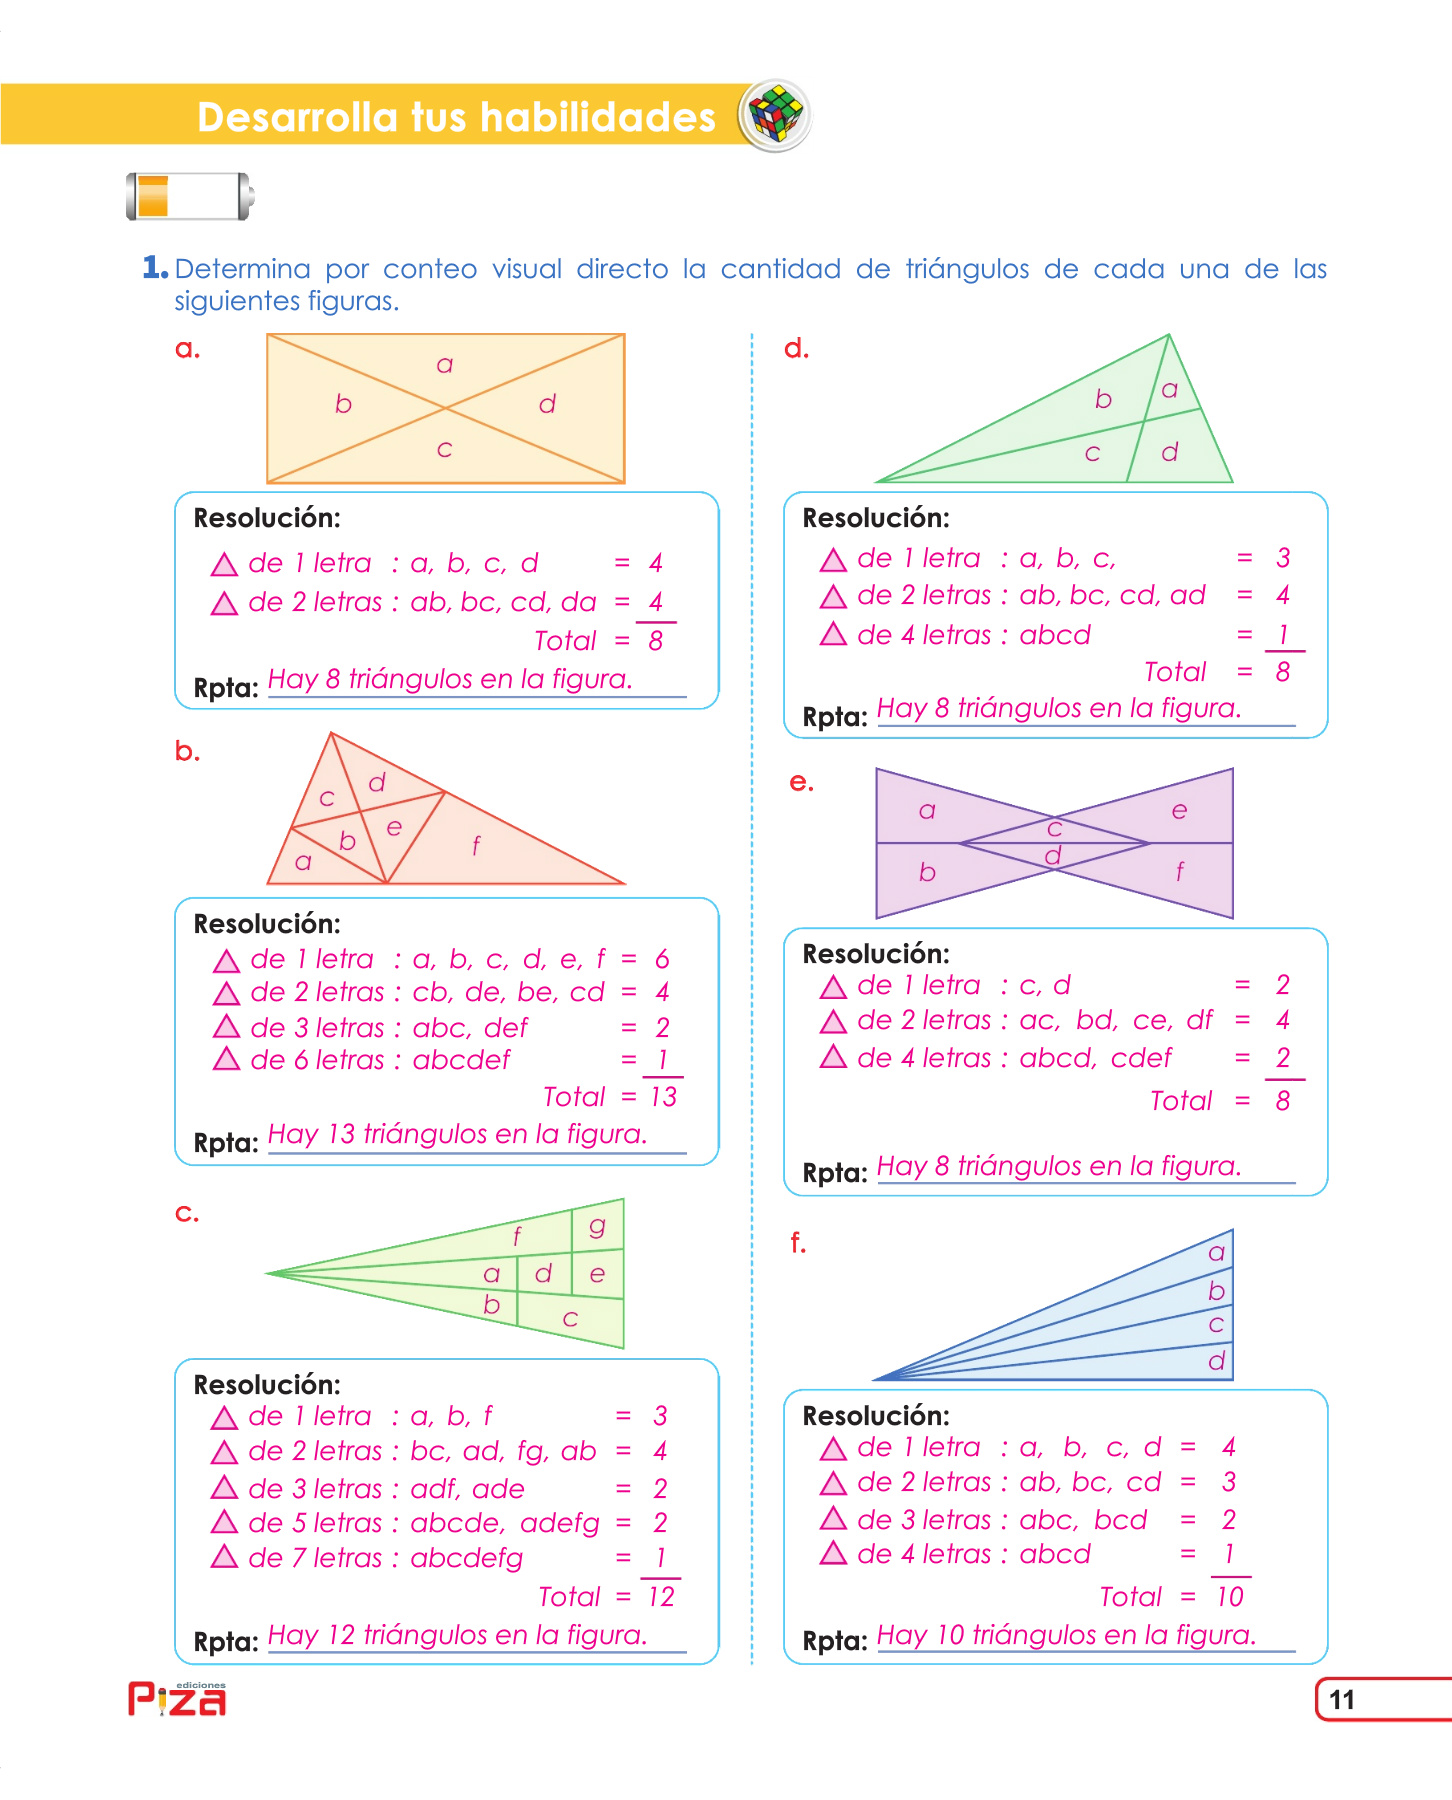 Desarrolla tus habilidades
1. Determina por conteo visual directo la cantidad de triángulos de cada una de las
siguientes figuras.
a.
a
b
d
c
Resolución:
de 1 letra : a, b, c, d = 4
de 2 letras : ab, bc, cd, da = 4
Total = 8
Rpta: Hay 8 triángulos en la figura.
b.
c
d
b
e
a
f
Resolución:
de 1 letra : a, b, c, d, e, f = 6
de 2 letras : cb, de, be, cd = 4
de 3 letras : abc, def = 2
de 6 letras : abcdef = 1
Total = 13
Rpta: Hay 13 triángulos en la figura.
c.
f
g
a
d
e
b
c
Resolución:
de 1 letra : a, b, f = 3
de 2 letras : bc, ad, fg, ab = 4
de 3 letras : adf, ade = 2
de 5 letras : abcde, adefg = 2
de 7 letras : abcdefg = 1
Total = 12
Rpta: Hay 12 triángulos en la figura.
d.
b
a
c
d
Resolución:
de 1 letra : a, b, c, = 3
de 2 letras : ab, bc, cd, ad = 4
de 4 letras : abcd = 1
Total = 8
Rpta: Hay 8 triángulos en la figura.
e.
a
e
c
d
b
f
Resolución:
de 1 letra : c, d = 2
de 2 letras : ac, bd, ce, df = 4
de 4 letras : abcd, cdef = 2
Total = 8
Rpta: Hay 8 triángulos en la figura.
f.
a
b
c
d
Resolución:
de 1 letra : a, b, c, d = 4
de 2 letras : ab, bc, cd = 3
de 3 letras : abc, bcd = 2
de 4 letras : abcd = 1
Total = 10
Rpta: Hay 10 triángulos en la figura.
ediciones
Piza
11